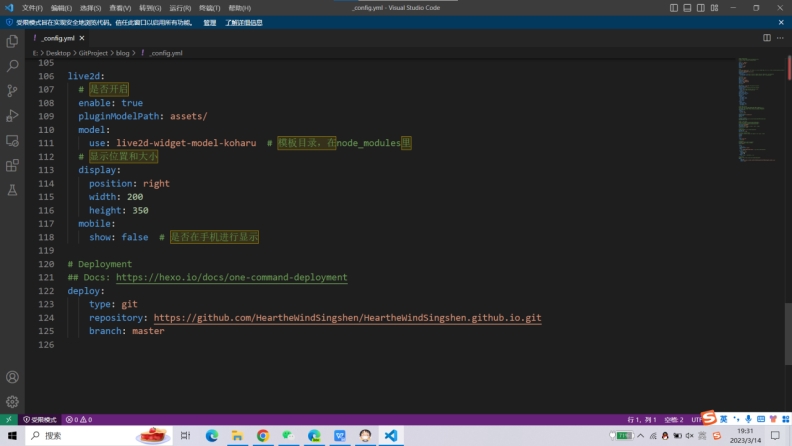 文件(F) 编辑(E) 选择(S) 查看(V) 转到(G) 运行(R) 终端(T) 帮助(H) _config.yml - Visual Studio Code
受限模式旨在实现安全地浏览代码。信任此窗口以启用所有功能。 管理 了解详细信息
! _config.yml
E: > Desktop > GitProject > blog > ! _config.yml
105
106 live2d:
107 # 是否开启
108 enable: true
109 pluginModelPath: assets/
110 model:
111 use: live2d-widget-model-koharu # 模板目录，在node_modules里
112 # 显示位置和大小
113 display:
114 position: right
115 width: 200
116 height: 350
117 mobile:
118 show: false # 是否在手机进行显示
119
120 # Deployment
121 ## Docs: https://hexo.io/docs/one-command-deployment
122 deploy:
123 type: git
124 repository: https://github.com/HeartheWindSingshen/HeartheWindSingshen.github.io.git
125 branch: master
126
受限模式 0 0 行 1，列 1 空格: 2 UTF
S 英
搜索
19:31
2023/3/14